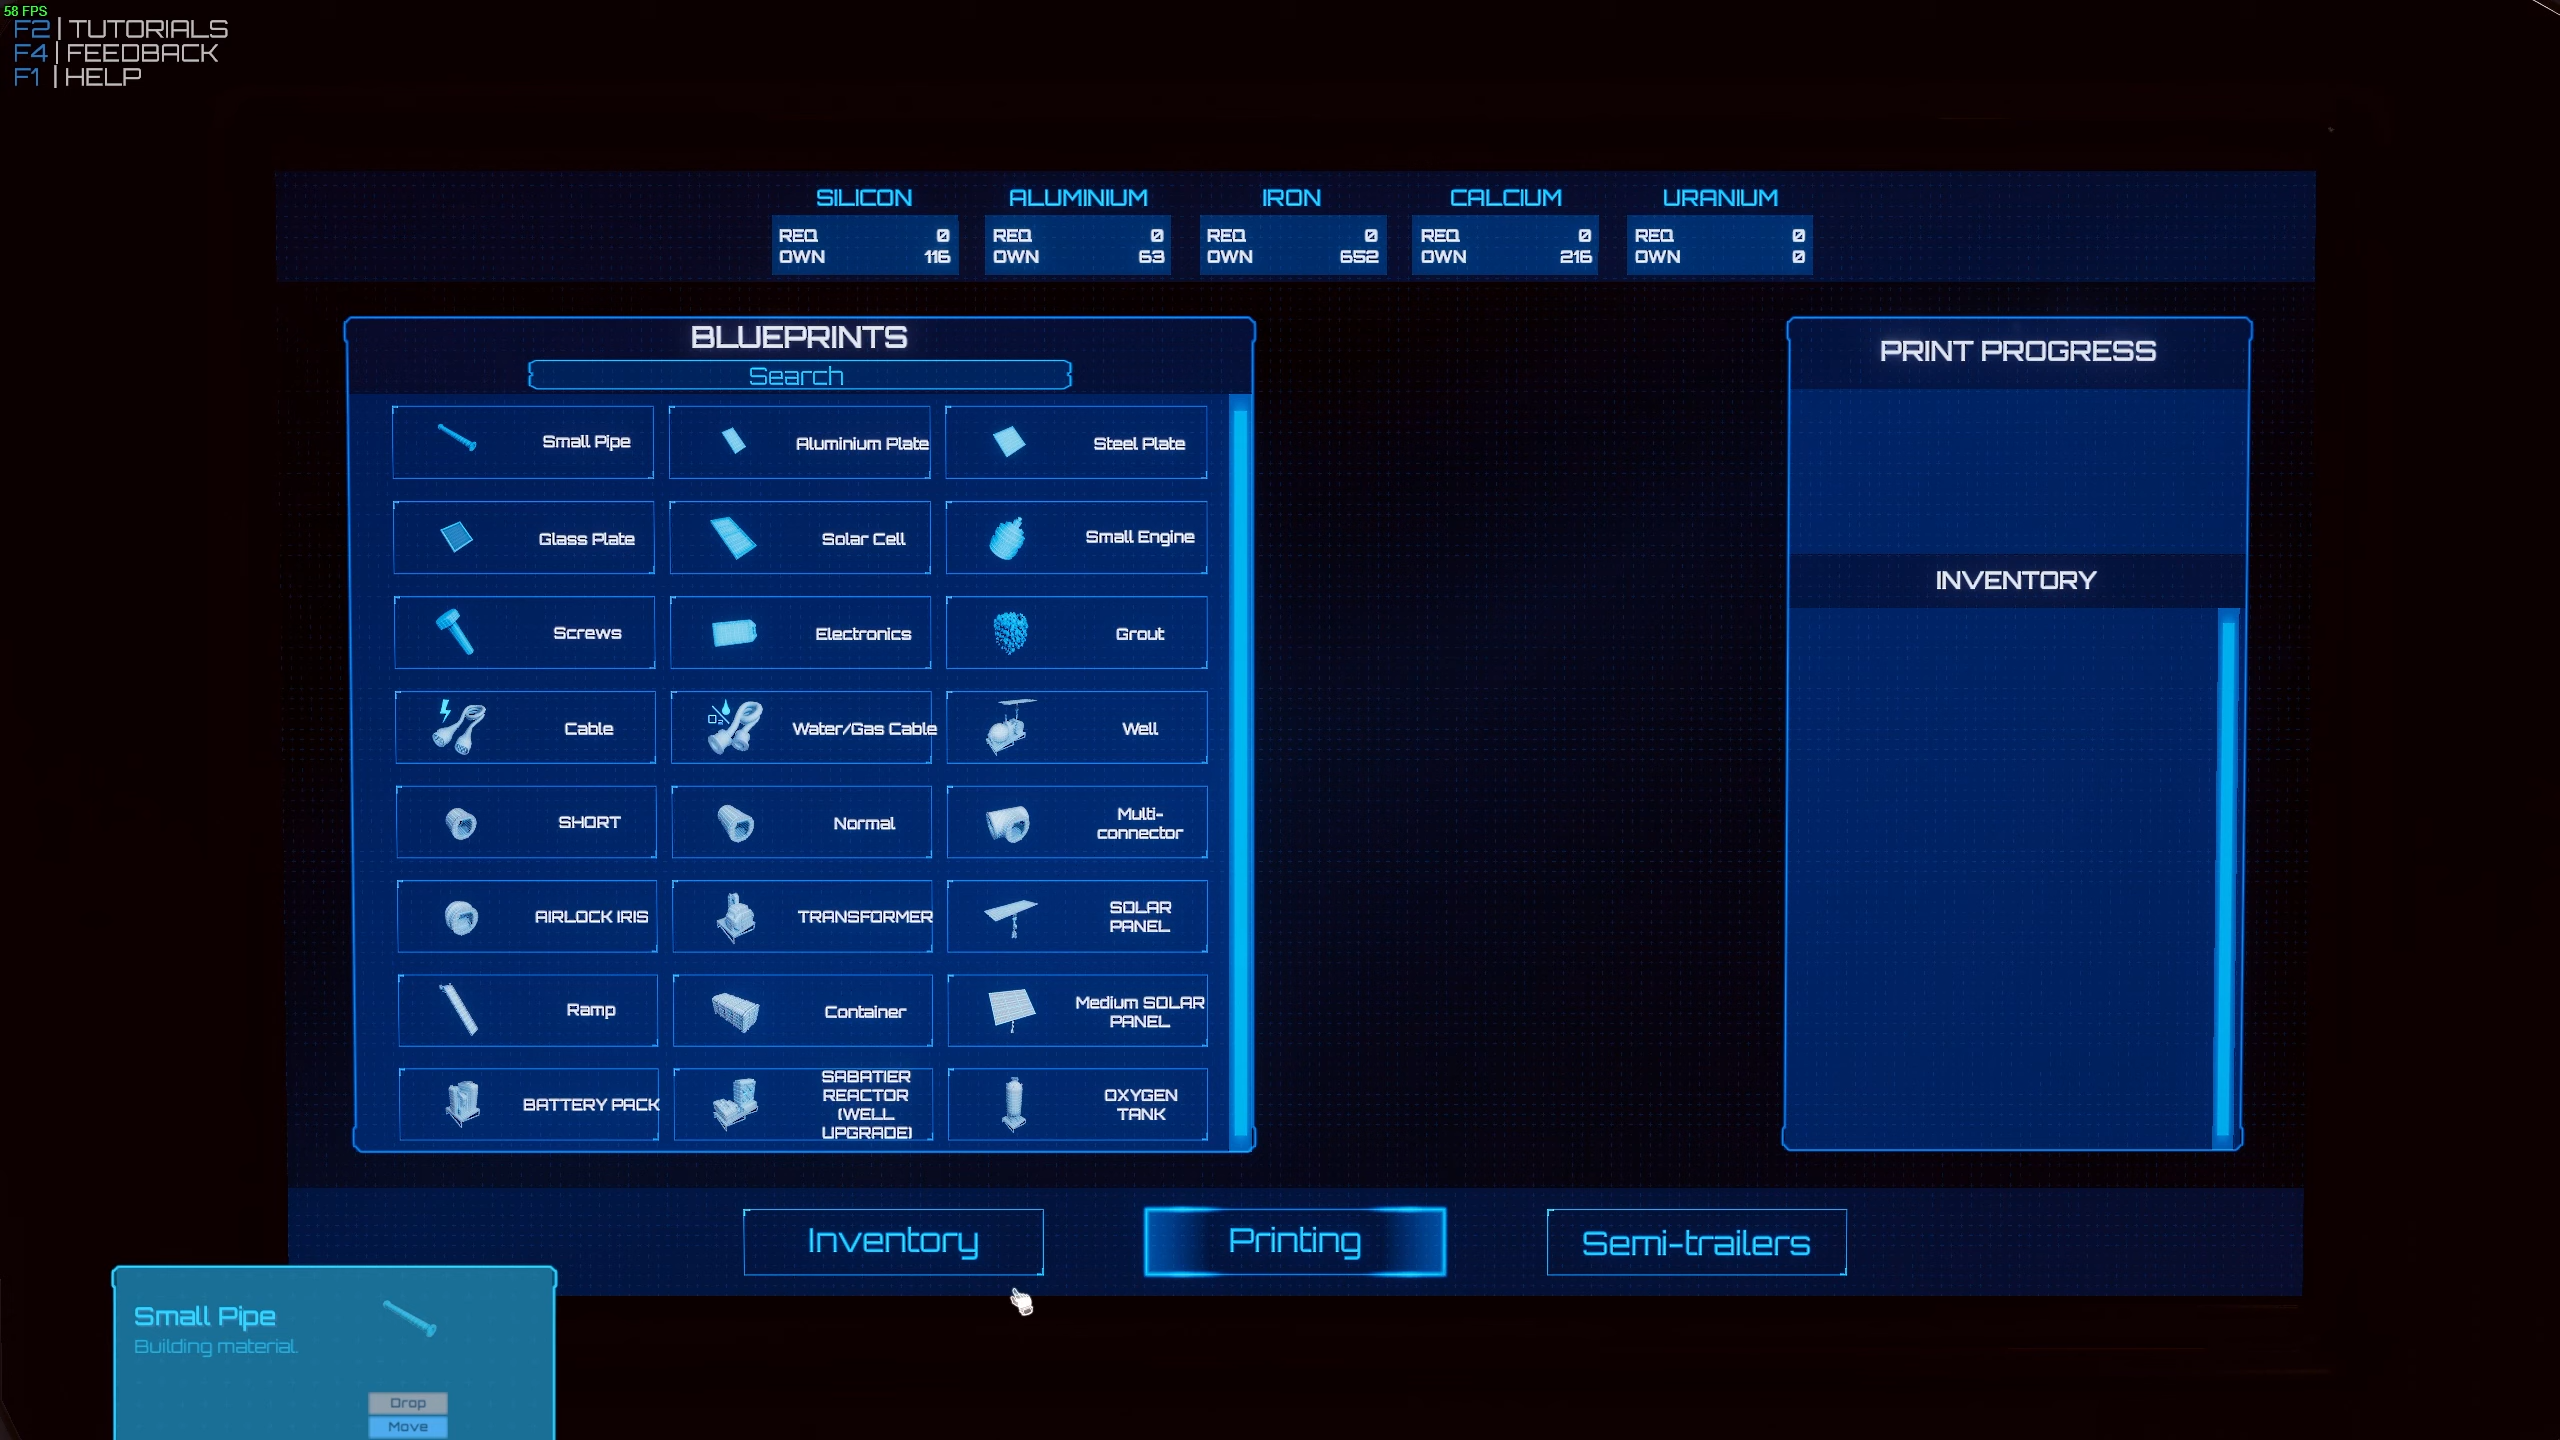 58 FPS
F2 | TUTORIALS
F4 | FEEDBACK
F1 | HELP
SILICON
REQ 0
OWN 116
ALUMINIUM
REQ 0
OWN 63
IRON
REQ 0
OWN 652
CALCIUM
REQ 0
OWN 216
URANIUM
REQ 0
OWN 0
BLUEPRINTS
Search
Small Pipe
Aluminium Plate
Steel Plate
Glass Plate
Solar Cell
Small Engine
Screws
Electronics
Grout
Cable
Water/Gas Cable
Well
SHORT
Normal
Multi-
connector
AIRLOCK IRIS
TRANSFORMER
SOLAR
PANEL
Ramp
Container
Medium SOLAR
PANEL
BATTERY PACK
SABATIER
REACTOR
(WELL
UPGRADE)
OXYGEN
TANK
PRINT PROGRESS
INVENTORY
Inventory
Printing
Semi-trailers
Small Pipe
Building material.
Drop
Move